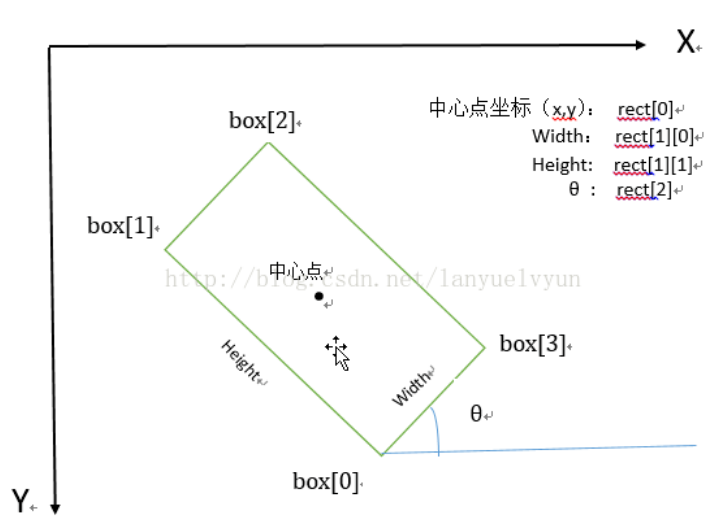 X
中心点坐标（x,y）： rect[0]
Width： rect[1][0]
Height: rect[1][1]
θ ： rect[2]
box[2]
box[1]
中心点
http://blog.csdn.net/lanyuelvyun
Height
Width
box[3]
θ
box[0]
Y